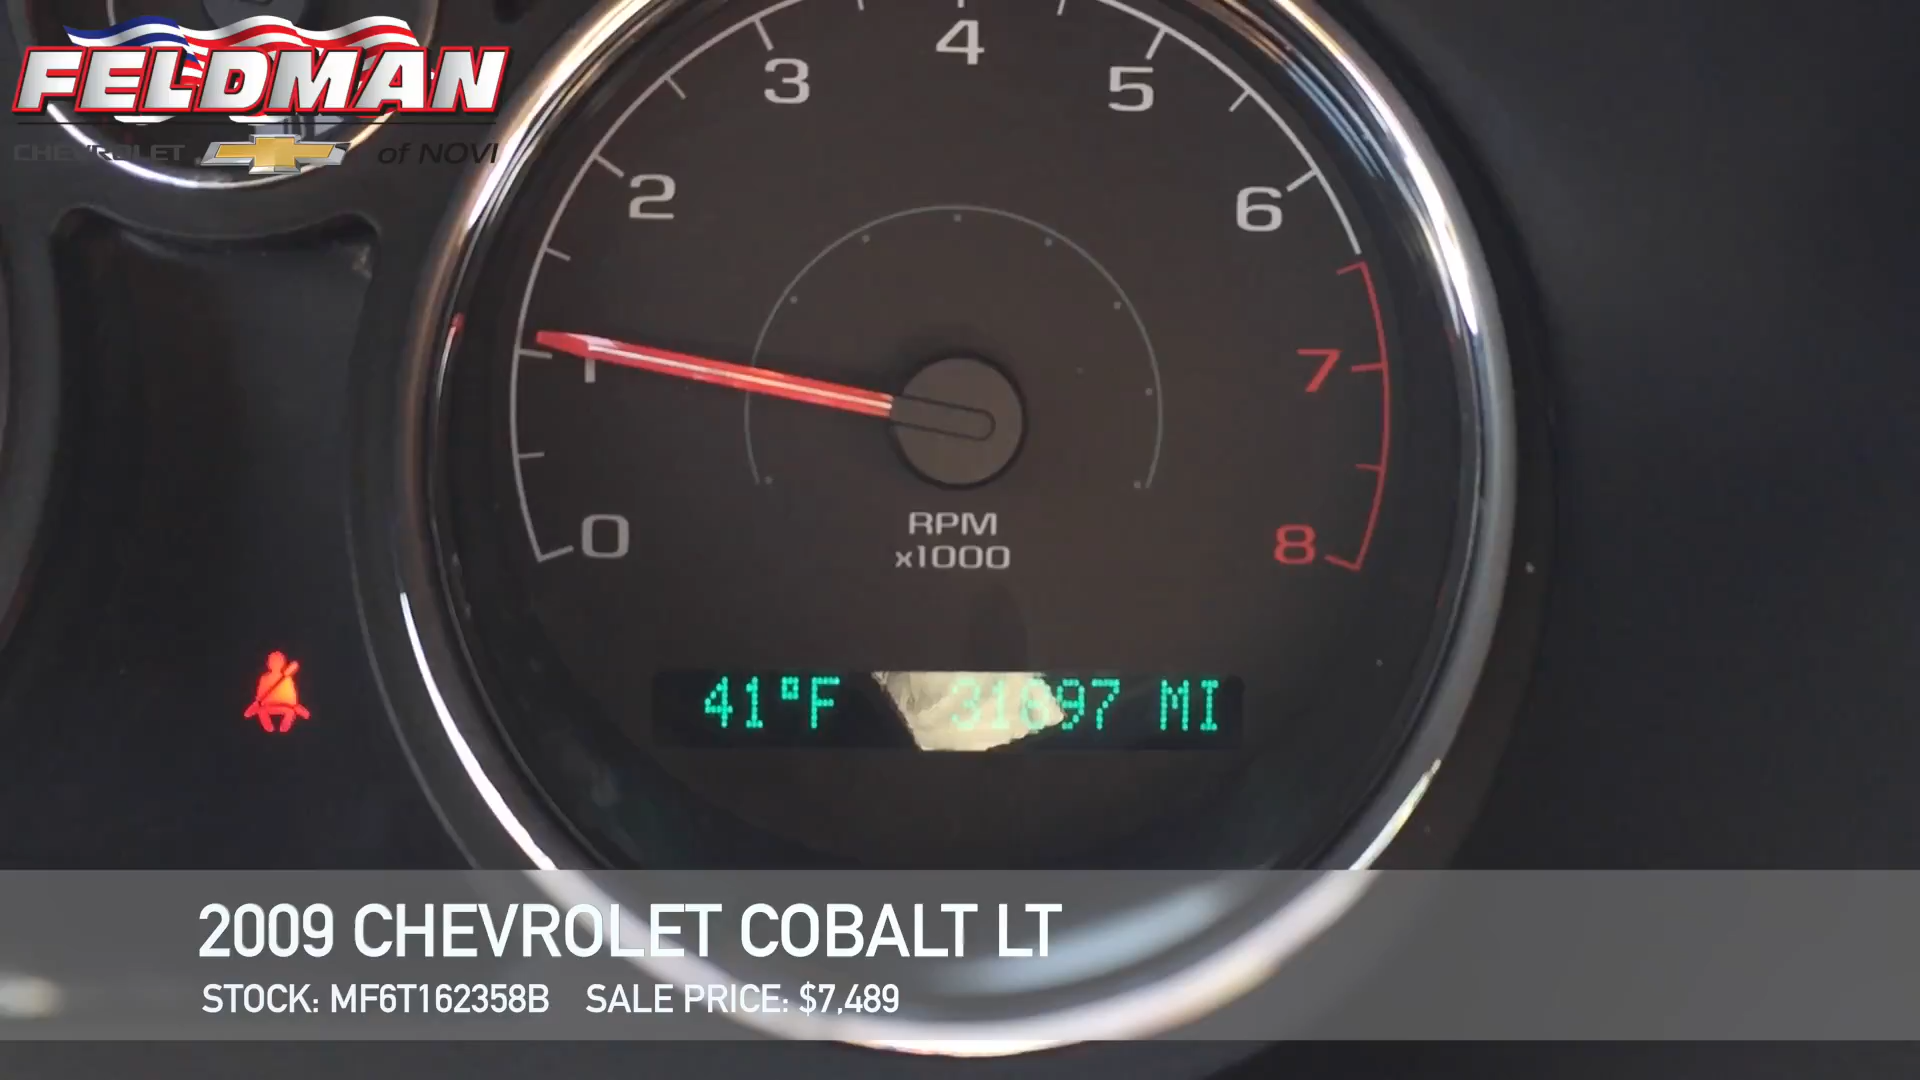 FELDMAN
CHEVROLET of NOVI
0
1
2
3
4
5
6
7
8
RPM
x1000
41°F 31897 MI
2009 CHEVROLET COBALT LT
STOCK: MF6T162358B SALE PRICE: $7,489